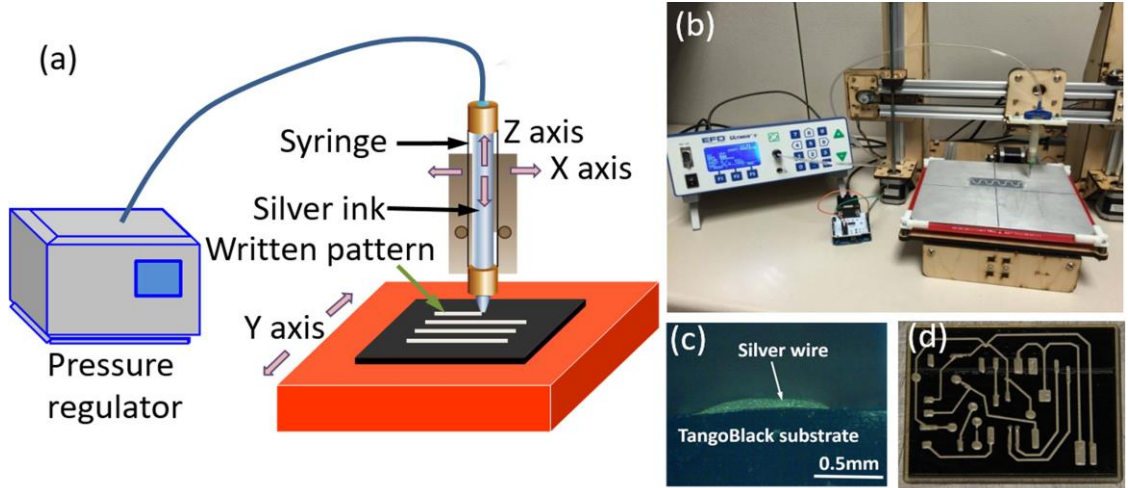 (a)
Syringe
Z axis
X axis
Silver ink
Written pattern
Y axis
Pressure
regulator
(b)
EFD
(c)
Silver wire
TangoBlack substrate
0.5mm
(d)